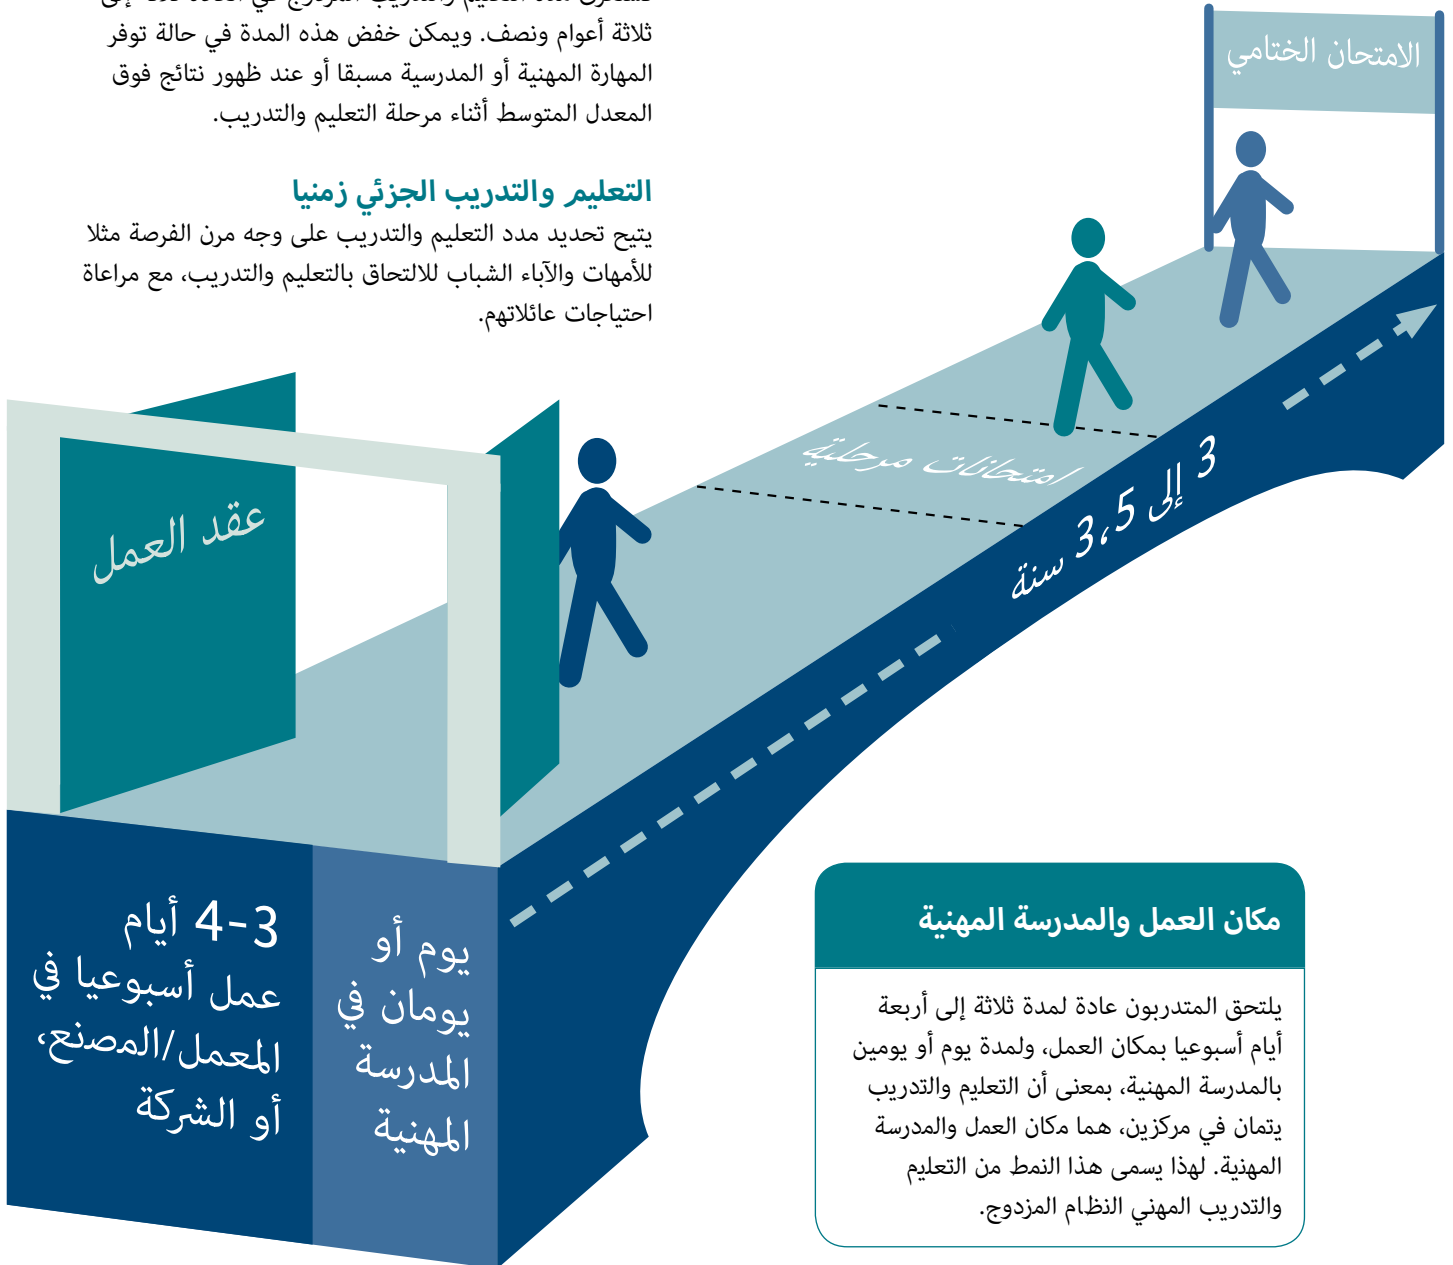 ثلاثة أعوام ونصف. ويمكن خفض هذه المدة في حالة توفر
المهارة المهنية أو المدرسية مسبقا أو عند ظهور نتائج فوق
المعدل المتوسط أثناء مرحلة التعليم والتدريب.
التعليم والتدريب الجزئي زمنيا
يتيح تحديد مدد التعليم والتدريب على وجه مرن الفرصة مثلا
للأمهات والآباء الشباب للالتحاق بالتعليم والتدريب، مع مراعاة
احتياجات عائلاتهم.
الامتحان الختامي
امتحانات مرحلية
3 إلى 3،5 سنة
عقد العمل
3-4 أيام
عمل أسبوعيا في
المعمل/المصنع،
أو الشركة
يوم أو
يومان في
المدرسة
المهنية
مكان العمل والمدرسة المهنية
يلتحق المتدربون عادة لمدة ثلاثة إلى أربعة
أيام أسبوعيا بمكان العمل، ولمدة يوم أو يومين
بالمدرسة المهنية، بمعنى أن التعليم والتدريب
يتمان في مركزين، هما مكان العمل والمدرسة
المهنية. لهذا يسمى هذا النمط من التعليم
والتدريب المهني النظام المزدوج.